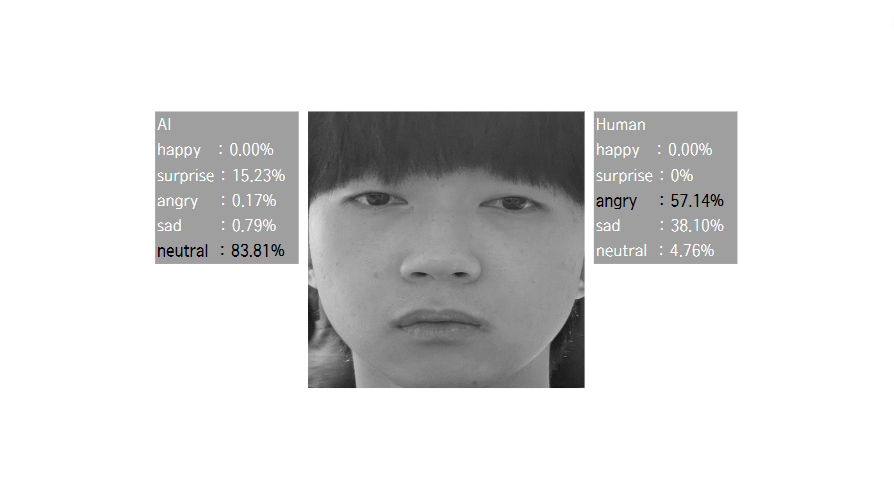 AI
happy : 0.00%
surprise : 15.23%
angry : 0.17%
sad : 0.79%
neutral : 83.81%
Human
happy : 0.00%
surprise : 0%
angry : 57.14%
sad : 38.10%
neutral : 4.76%